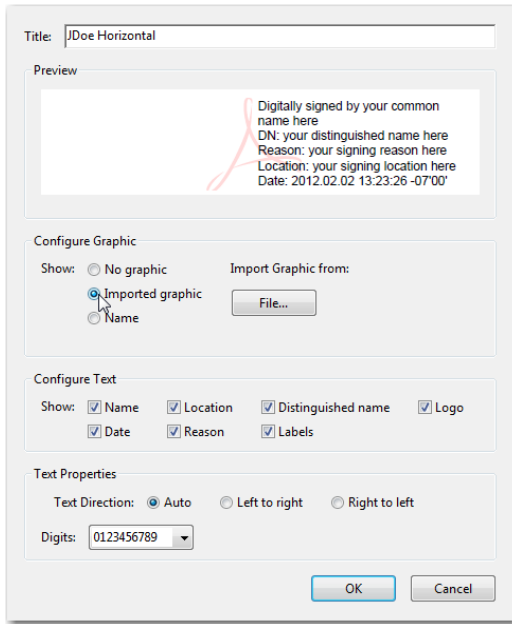 Title: JDoe Horizontal
Preview
Digitally signed by your common
name here
DN: your distinguished name here
Reason: your signing reason here
Location: your signing location here
Date: 2012.02.02 13:23:26 -07'00'
Configure Graphic
Show: No graphic Import Graphic from:
Imported graphic File...
Name
Configure Text
Show: Name Location Distinguished name Logo
Date Reason Labels
Text Properties
Text Direction: Auto Left to right Right to left
Digits: 0123456789
OK Cancel